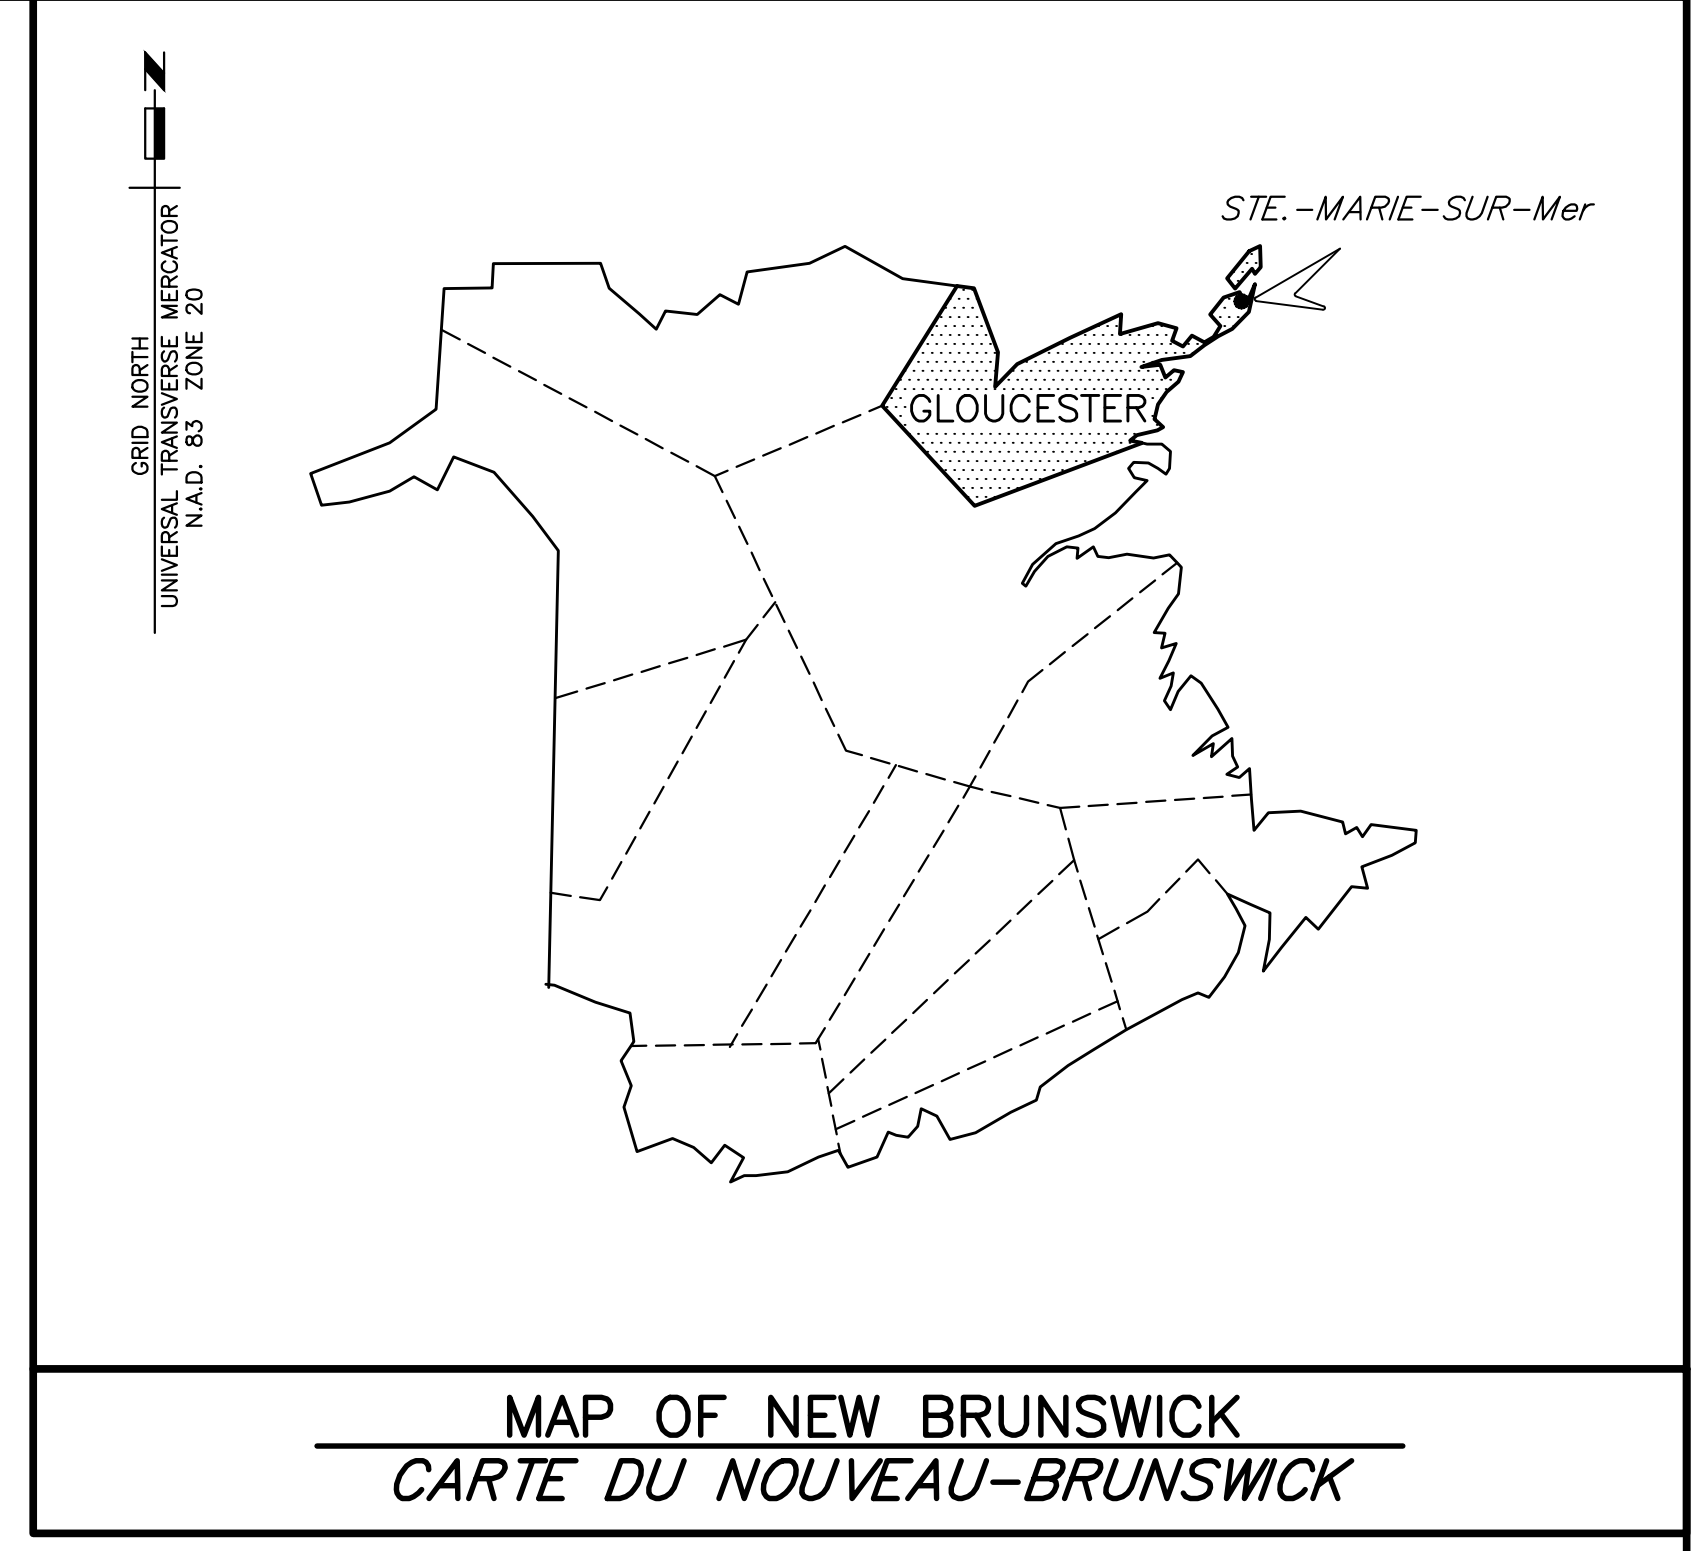 N
GRID NORTH
UNIVERSAL TRANSVERSE MERCATOR
N.A.D. 83 ZONE 20
STE.-MARIE-SUR-Mer
GLOUCESTER
MAP OF NEW BRUNSWICK
CARTE DU NOUVEAU-BRUNSWICK